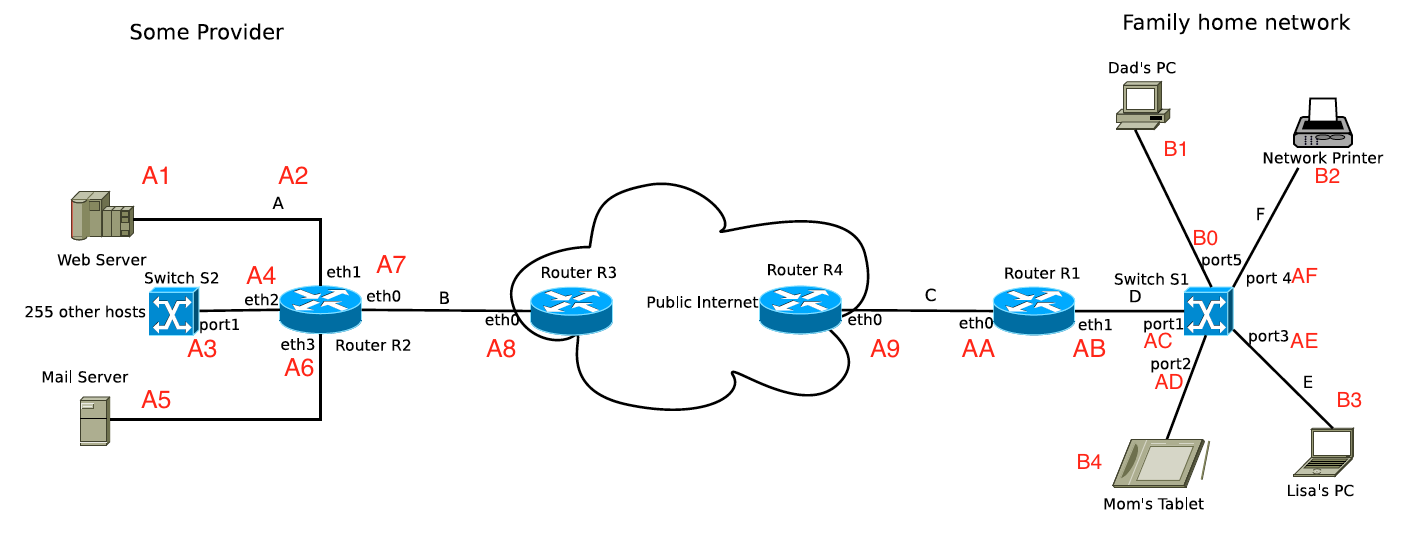 Some Provider
Family home network
Dad's PC
B1
Network Printer
B2
A1
A2
A
Web Server
F
B0
port5
Switch S2
A4
eth1
A7
Router R3
Router R4
Router R1
Switch S1
port 4
AF
255 other hosts
eth2
eth0
B
Public Internet
C
D
port1
A3
eth3
A6
Router R2
eth0
A8
eth0
A9
eth0
AA
eth1
AB
port1
AC
port3
AE
port2
AD
E
Mail Server
A5
B3
B4
Mom's Tablet
Lisa's PC